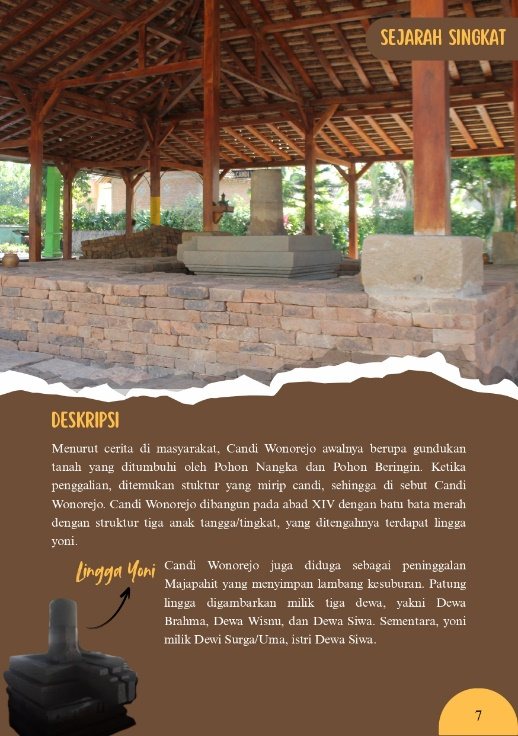 SEJARAH SINGKAT
DESKRIPSI
Menurut cerita di masyarakat, Candi Wonorejo awalnya berupa gundukan
tanah yang ditumbuhi oleh Pohon Nangka dan Pohon Beringin. Ketika
penggalian, ditemukan stuktur yang mirip candi, sehingga di sebut Candi
Wonorejo. Candi Wonorejo dibangun pada abad XIV dengan batu bata merah
dengan struktur tiga anak tangga/tingkat, yang ditengahnya terdapat lingga
yoni.
Lingga Yoni
Candi Wonorejo juga diduga sebagai peninggalan
Majapahit yang menyimpan lambang kesuburan. Patung
lingga digambarkan milik tiga dewa, yakni Dewa
Brahma, Dewa Wisnu, dan Dewa Siwa. Sementara, yoni
milik Dewi Surga/Uma, istri Dewa Siwa.
7